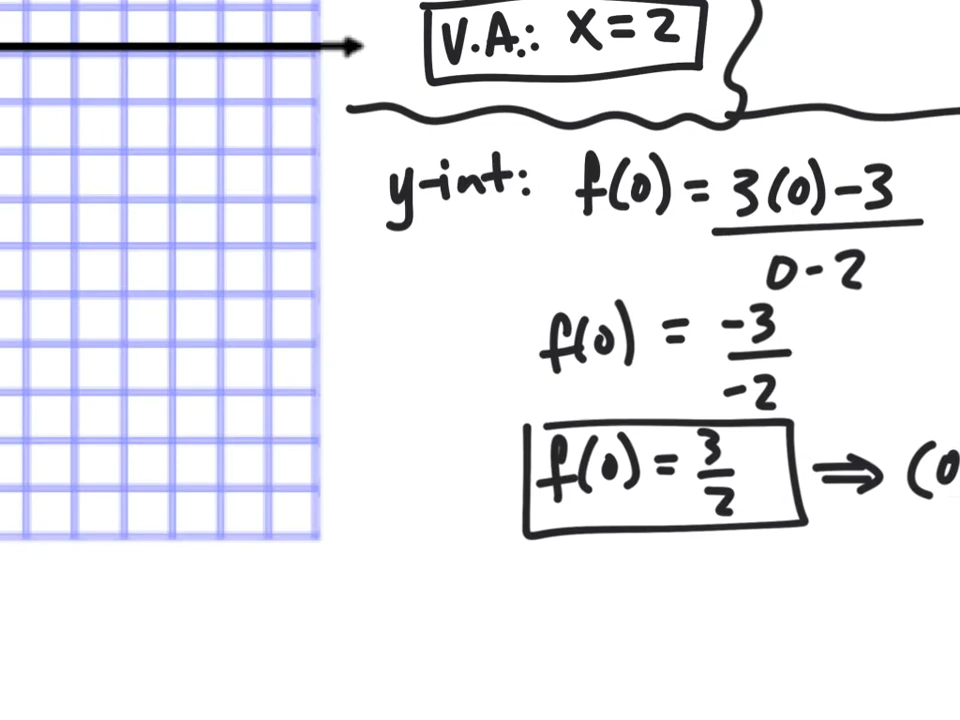 V.A.: x = 2
y-int: f(0) = 3(0)-3 / 0-2
f(0) = -3 / -2
f(0) = 3/2 ⇒ (0